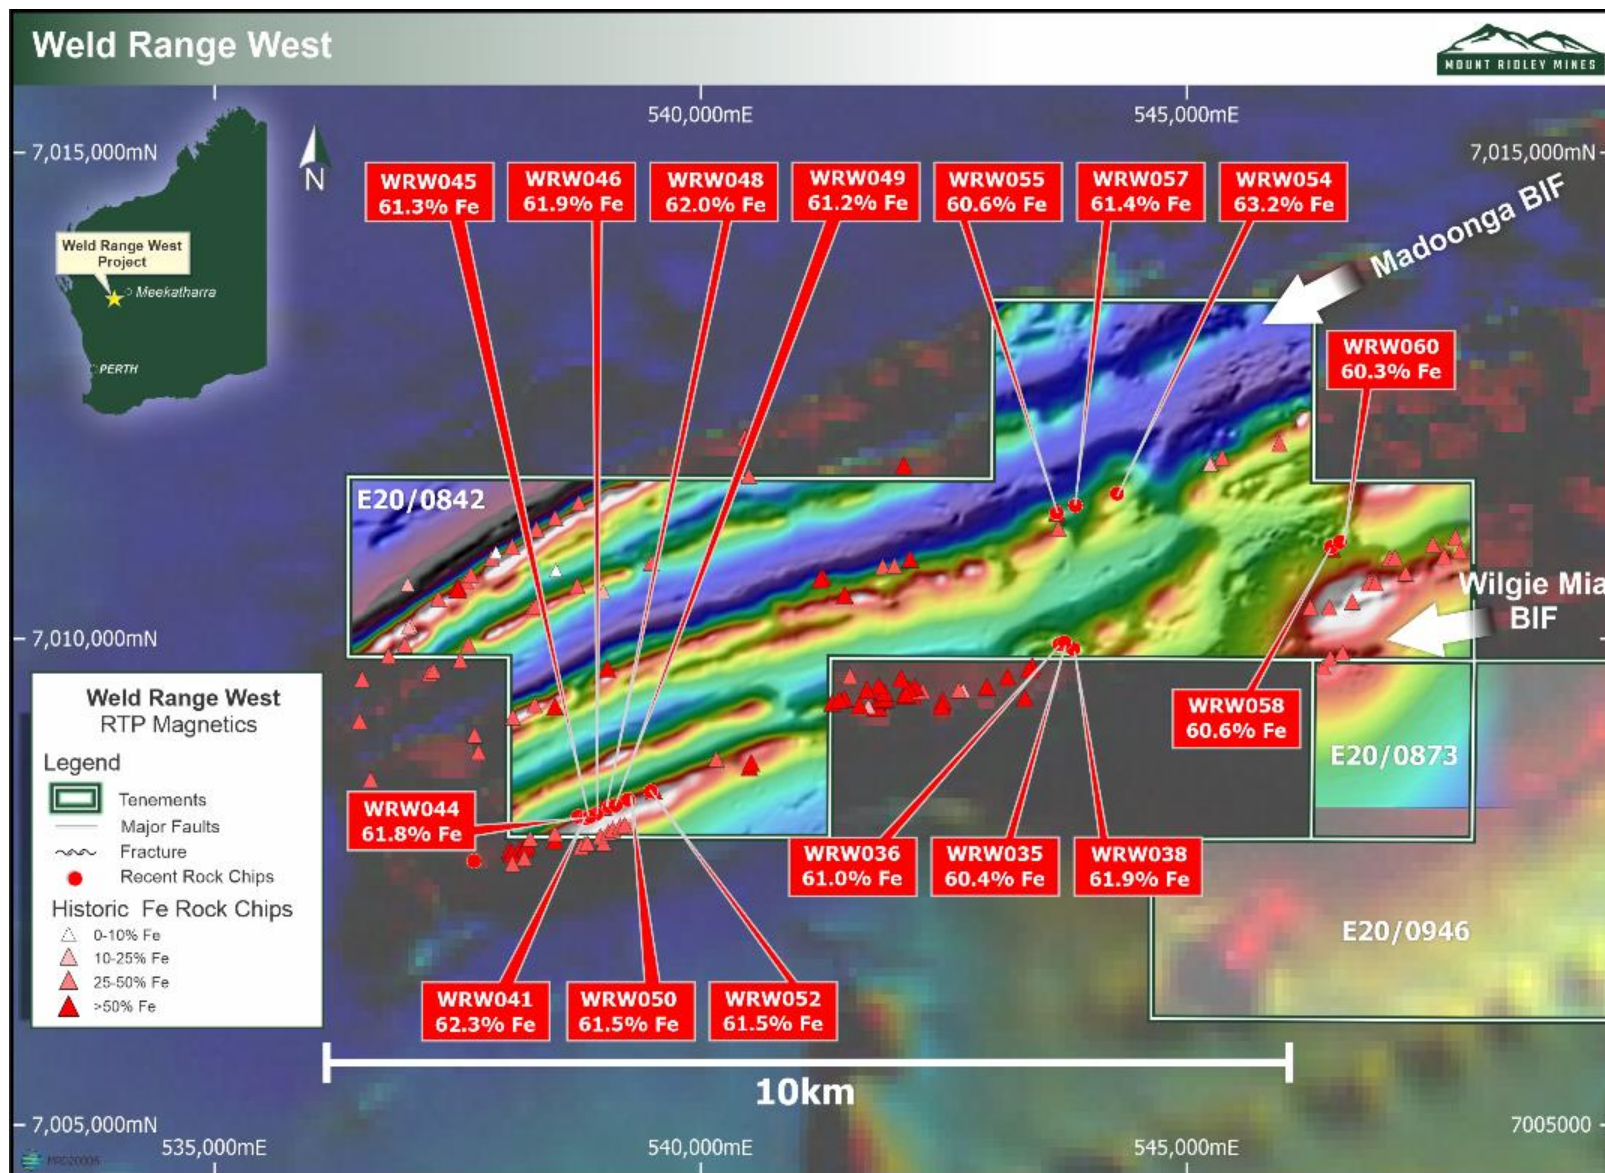 Weld Range West
MOUNT RIDLEY MINES
540,000mE
545,000mE
7,015,000mN
7,015,000mN
N
WRW045
61.3% Fe
WRW046
61.9% Fe
WRW048
62.0% Fe
WRW049
61.2% Fe
WRW055
60.6% Fe
WRW057
61.4% Fe
WRW054
63.2% Fe
Madoonga BIF
Weld Range West
Project
Meekatharra
PERTH
WRW060
60.3% Fe
E20/0842
Wilgie Mia
BIF
7,010,000mN
Weld Range West
RTP Magnetics
Legend
Tenements
Major Faults
Fracture
Recent Rock Chips
Historic Fe Rock Chips
0-10% Fe
10-25% Fe
25-50% Fe
>50% Fe
WRW058
60.6% Fe
E20/0873
WRW044
61.8% Fe
WRW036
61.0% Fe
WRW035
60.4% Fe
WRW038
61.9% Fe
E20/0946
WRW041
62.3% Fe
WRW050
61.5% Fe
WRW052
61.5% Fe
10km
7,005,000mN
7005000
535,000mE
540,000mE
545,000mE